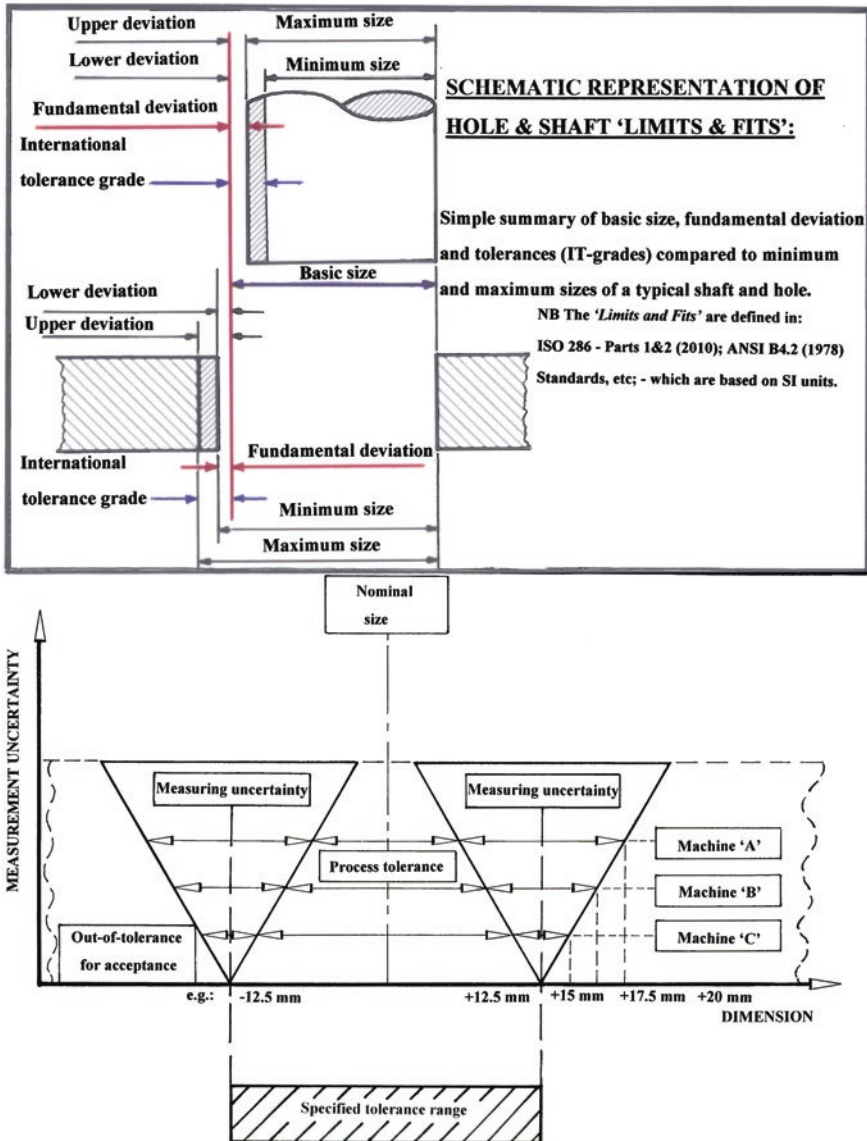 Upper deviation
Maximum size
Lower deviation
Minimum size
Fundamental deviation
International
tolerance grade
SCHEMATIC REPRESENTATION OF
HOLE & SHAFT ‘LIMITS & FITS’:
Simple summary of basic size, fundamental deviation
and tolerances (IT-grades) compared to minimum
and maximum sizes of a typical shaft and hole.
NB The ‘Limits and Fits’ are defined in:
ISO 286 - Parts 1&2 (2010); ANSI B4.2 (1978)
Standards, etc; - which are based on SI units.
Basic size
Lower deviation
Upper deviation
International
tolerance grade
Fundamental deviation
Minimum size
Maximum size
Nominal
size
MEASUREMENT UNCERTAINTY
Measuring uncertainty
Measuring uncertainty
Process tolerance
Machine ‘A’
Machine ‘B’
Machine ‘C’
Out-of-tolerance
for acceptance
e.g.: -12.5 mm +12.5 mm +15 mm +17.5 mm +20 mm
DIMENSION
Specified tolerance range